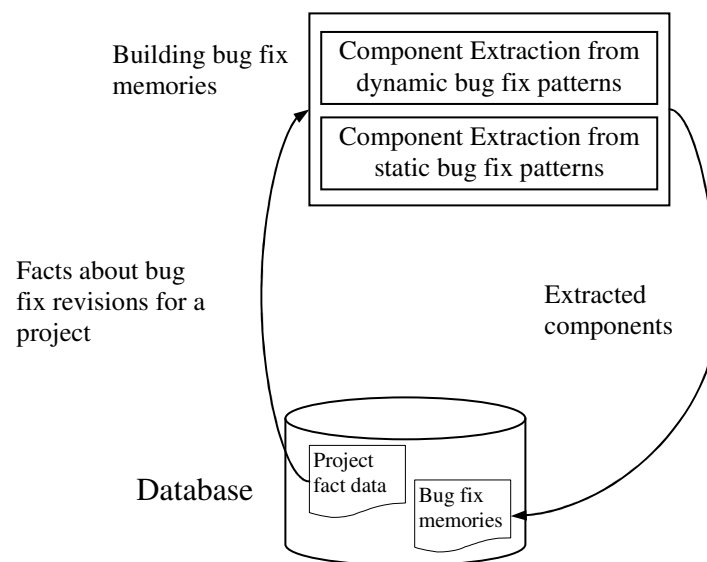 Building bug fix
memories
Component Extraction from
dynamic bug fix patterns
Component Extraction from
static bug fix patterns
Facts about bug
fix revisions for a
project
Extracted
components
Database
Project
fact data
Bug fix
memories